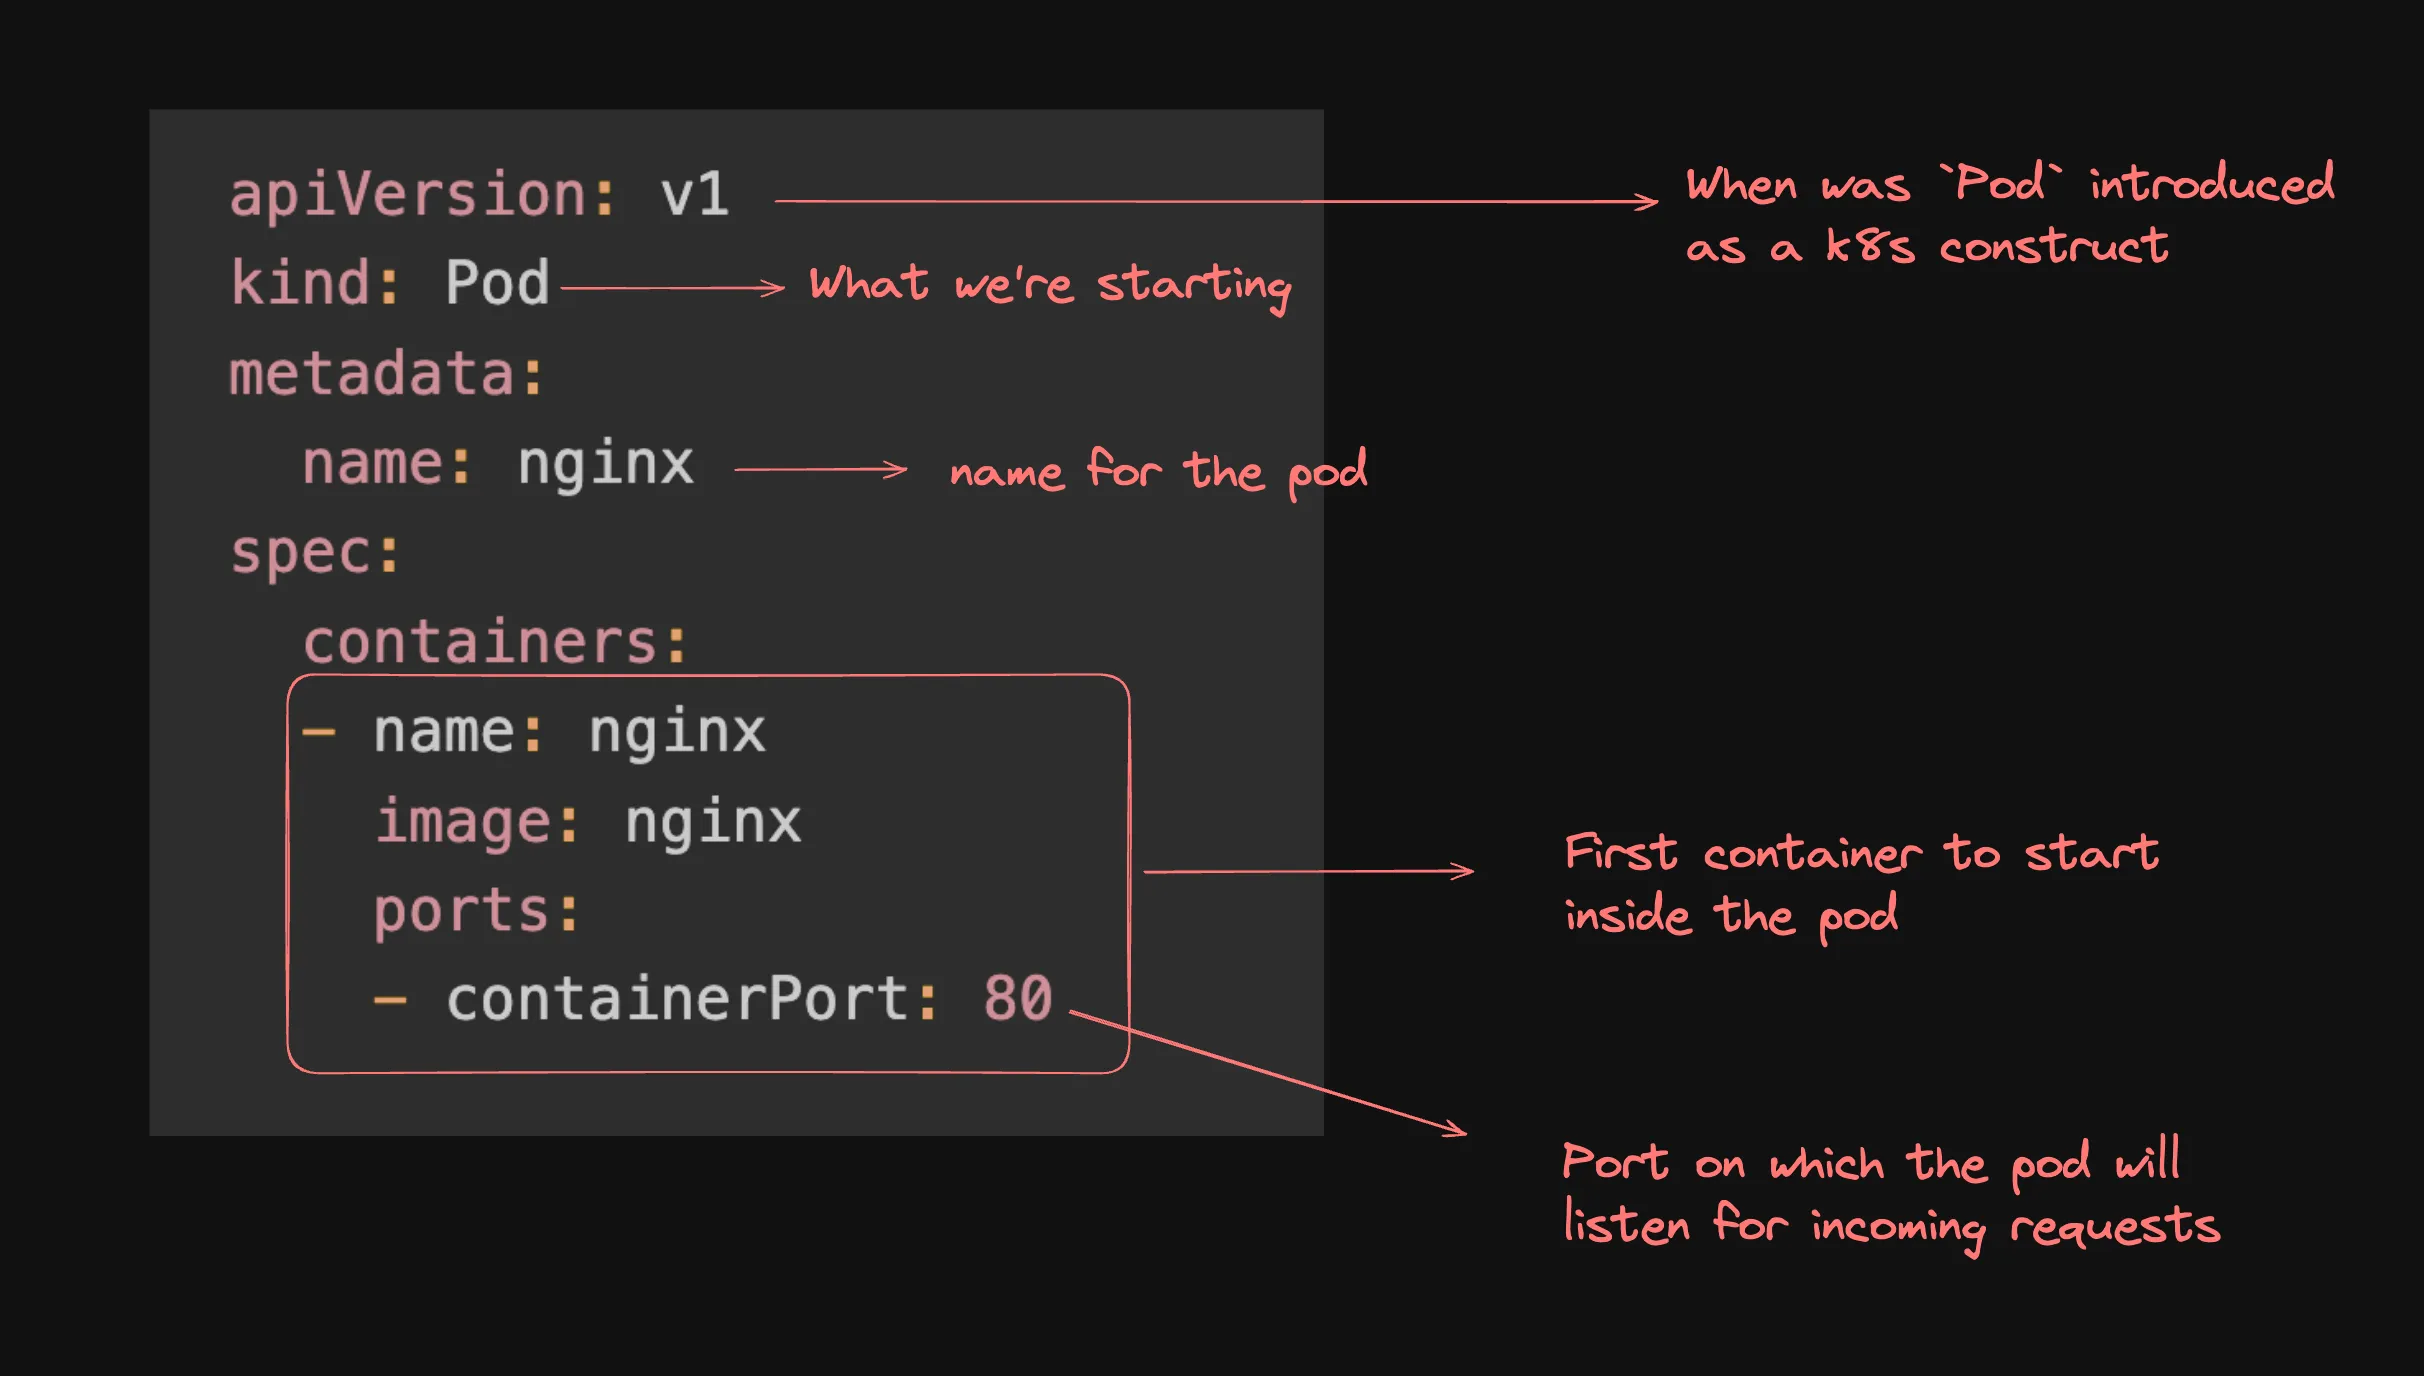 apiVersion: v1
When was `Pod` introduced
as a k8s construct
kind: Pod
What we're starting
metadata:
name: nginx
name for the pod
spec:
containers:
- name: nginx
image: nginx
ports:
- containerPort: 80
First container to start
inside the pod
Port on which the pod will
listen for incoming requests